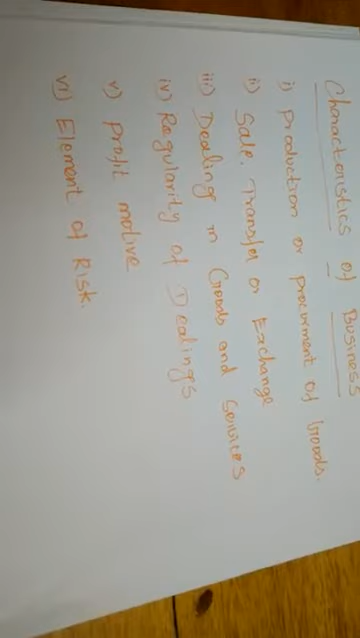 Characteristics of Business
i) Production or Procurment of Goods.
ii) Sale, Transfer or Exchange
iii) Dealing in Goods and Services
iv) Regularity of Dealings
v) Profit motive
vi) Element of Risk.